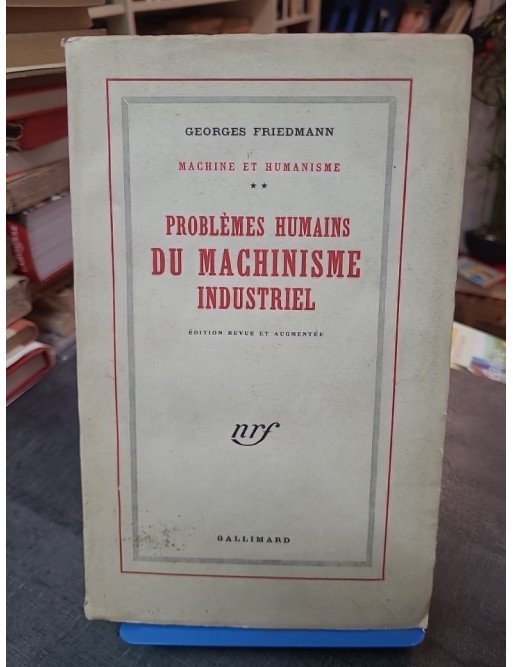 GEORGES FRIEDMANN
MACHINE ET HUMANISME
★★
PROBLÈMES HUMAINS
DU MACHINISME
INDUSTRIEL
ÉDITION REVUE ET AUGMENTÉE
nrf
GALLIMARD